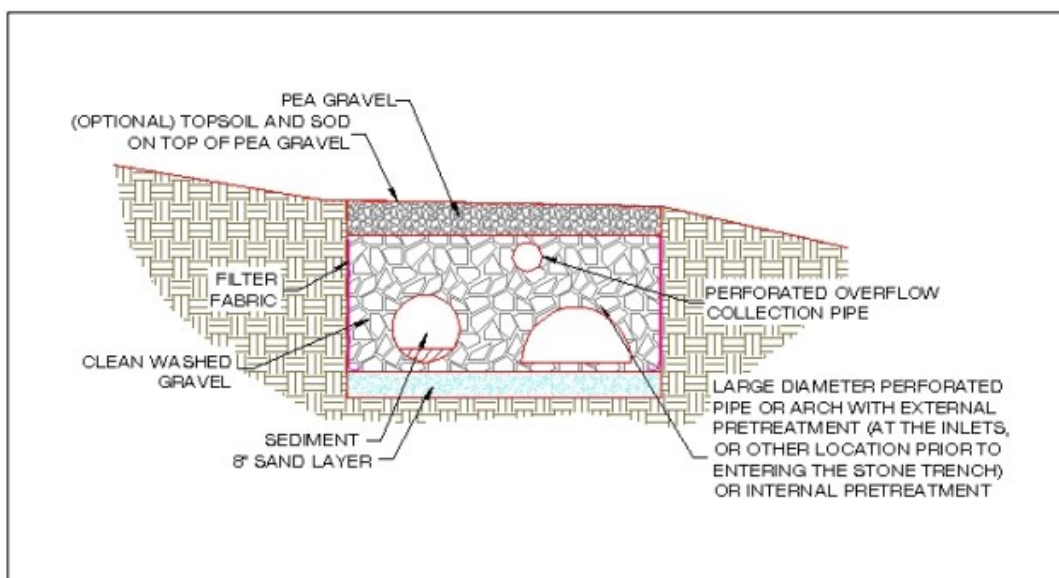 PEA GRAVEL
(OPTIONAL) TOPSOIL AND SOD
ON TOP OF PEA GRAVEL
FILTER
FABRIC
PERFORATED OVERFLOW
COLLECTION PIPE
CLEAN WASHED
GRAVEL
LARGE DIAMETER PERFORATED
PIPE OR ARCH WITH EXTERNAL
PRETREATMENT (AT THE INLETS,
OR OTHER LOCATION PRIOR TO
ENTERING THE STONE TRENCH)
OR INTERNAL PRETREATMENT
SEDIMENT
8" SAND LAYER